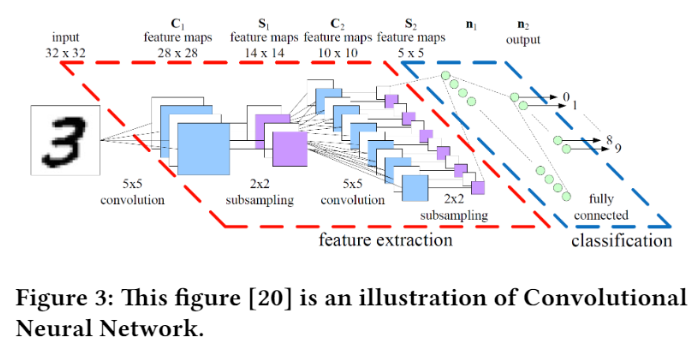 C₁ S₁ C₂ S₂ n₁ n₂
input feature maps feature maps feature maps feature maps output
32 x 32 28 x 28 14 x 14 10 x 10 5 x 5
0
1
8
9
5x5 2x2 5x5 2x2 fully
convolution subsampling convolution subsampling connected
feature extraction classification
Figure 3: This figure [20] is an illustration of Convolutional
Neural Network.